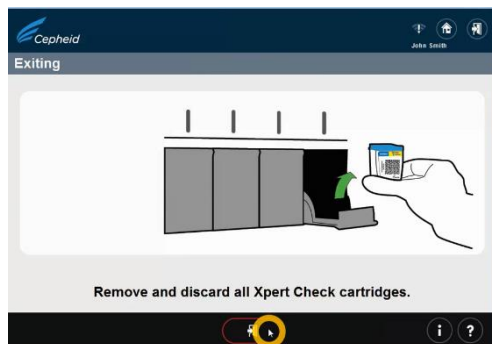 Cepheid
John Smith
Exiting
Remove and discard all Xpert Check cartridges.
i ?